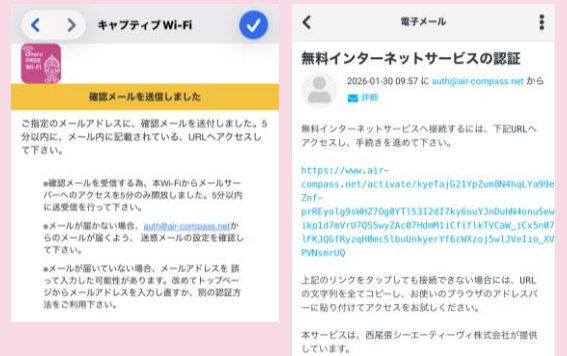 キャプティブWi-Fi
FREE
Wi-Fi
確認メールを送信しました
ご指定のメールアドレスに、確認メールを送付しました。5
分以内に、メール内に記載されている、URLへアクセスし
て下さい。
※確認メールを受信する為、本Wi-Fiからメールサー
バーへのアクセスを5分のみ開放しました。5分以内
に送受信を行って下さい。
※メールが届かない場合、auth@air-compass.netか
らのメールが届くよう、 迷惑メールの設定を確認し
て下さい。
※メールが届いていない場合、メールアドレスを 誤
って入力した可能性があります。改めてトップペー
ジからメールアドレスを入力し直すか、別の認証方
法をご利用下さい。
電子メール
無料インターネットサービスの認証
2026-01-30 09:57 に auth@air-compass.net から
詳細
無料インターネットサービスへ接続するには、下記URLへ
アクセスし、手続きを進めて下さい。
https://www.air-
compass.net/activate/kyeTajG21YpZum8N4hqLYa99e
Znf-
prREyolg9sWHZ7Og0YTl53I2dI7ky6ouYJnDuhN4onu5ew
ikp1d7mVrU7QS5wyZAc07HdmM1iCfiflkTVCaW_iCx5n07
lFKJQGfRyzqH0mcSlbuUnkyerYf6cWXzoj5wlJVeIio_XV
PVNsmrUQ
上記のリンクをタップしても接続できない場合には、URL
の文字列を全てコピーし、お使いのブラウザのアドレスバ
ーに貼り付けてアクセスをお試しください。
本サービスは、西尾張シーエーティーヴィ株式会社が提供
しています。